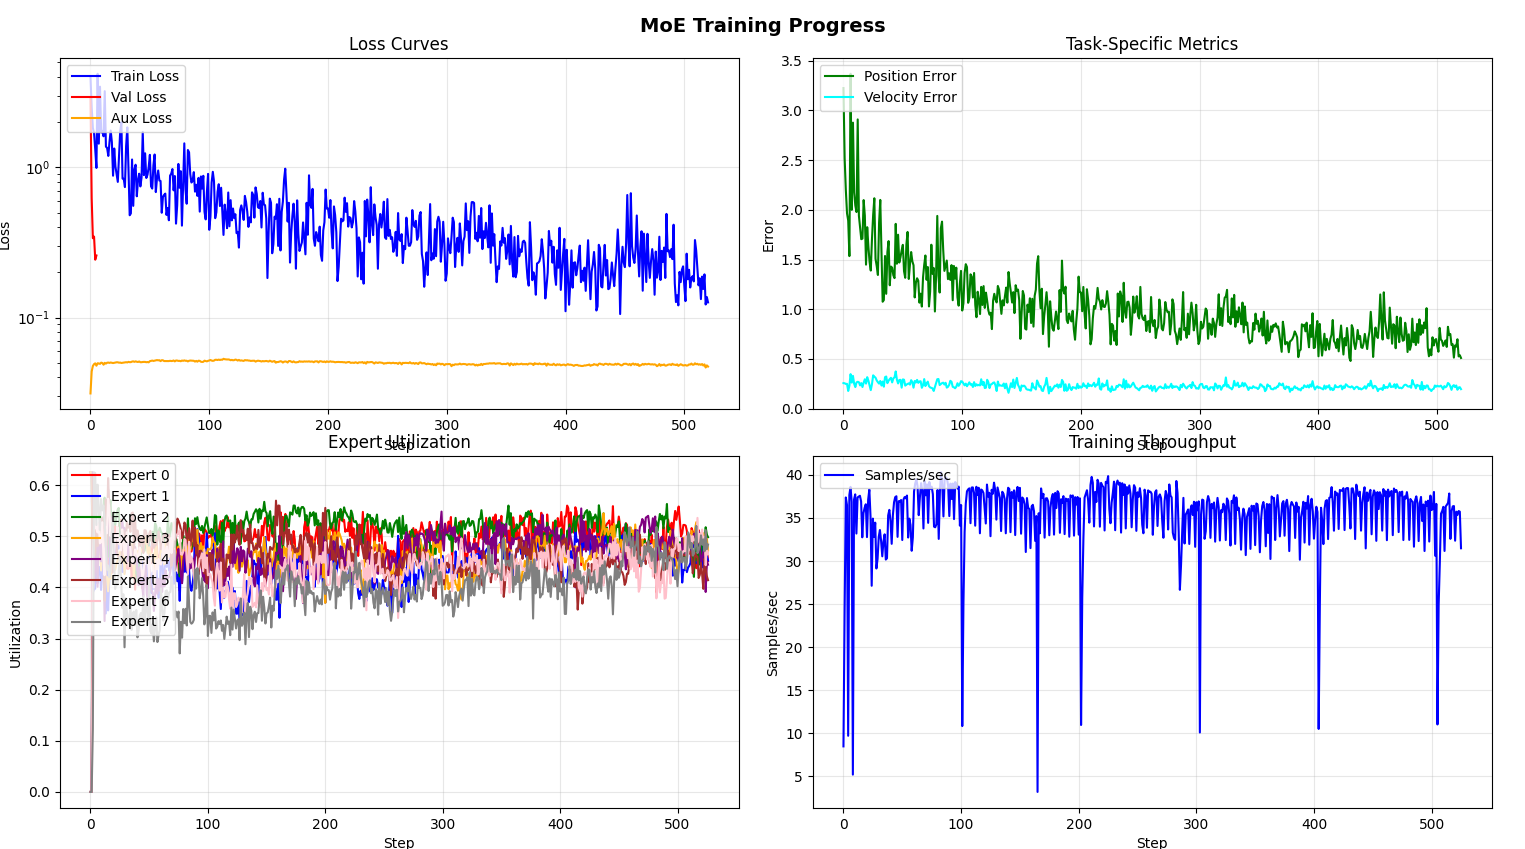 MoE Training Progress
Loss Curves
Train Loss
Val Loss
Aux Loss
Loss
10⁰
10⁻¹
0 100 200 300 400 500
Step
Task-Specific Metrics
Position Error
Velocity Error
Error
3.5
3.0
2.5
2.0
1.5
1.0
0.5
0.0
0 100 200 300 400 500
Step
Expert Utilization
Expert 0
Expert 1
Expert 2
Expert 3
Expert 4
Expert 5
Expert 6
Expert 7
Utilization
0.6
0.5
0.4
0.3
0.2
0.1
0.0
0 100 200 300 400 500
Step
Training Throughput
Samples/sec
Samples/sec
40
35
30
25
20
15
10
5
0 100 200 300 400 500
Step